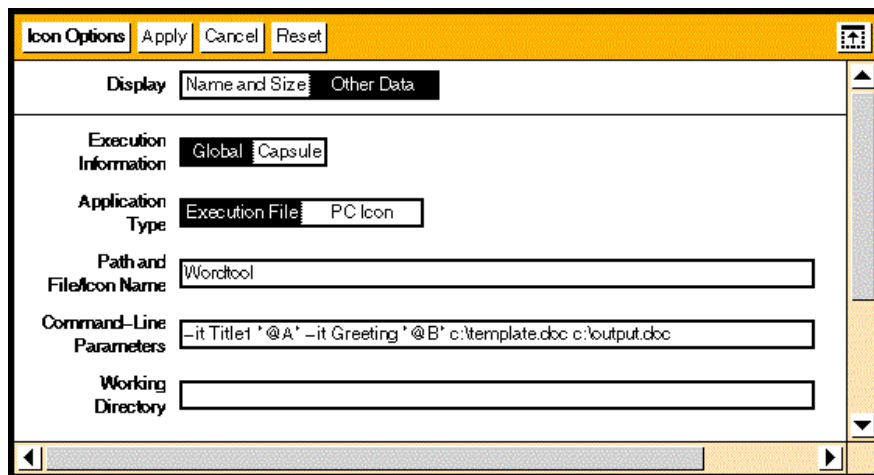 Icon Options Apply Cancel Reset
Display Name and Size Other Data
Execution
Information
Global Capsule
Application
Type
Execution File PC Icon
Path and
File/Icon Name
Wordtool
Command–Line
Parameters
–it Title1 "@A" –it Greeting "@B" c:\template.doc c:\output.doc
Working
Directory